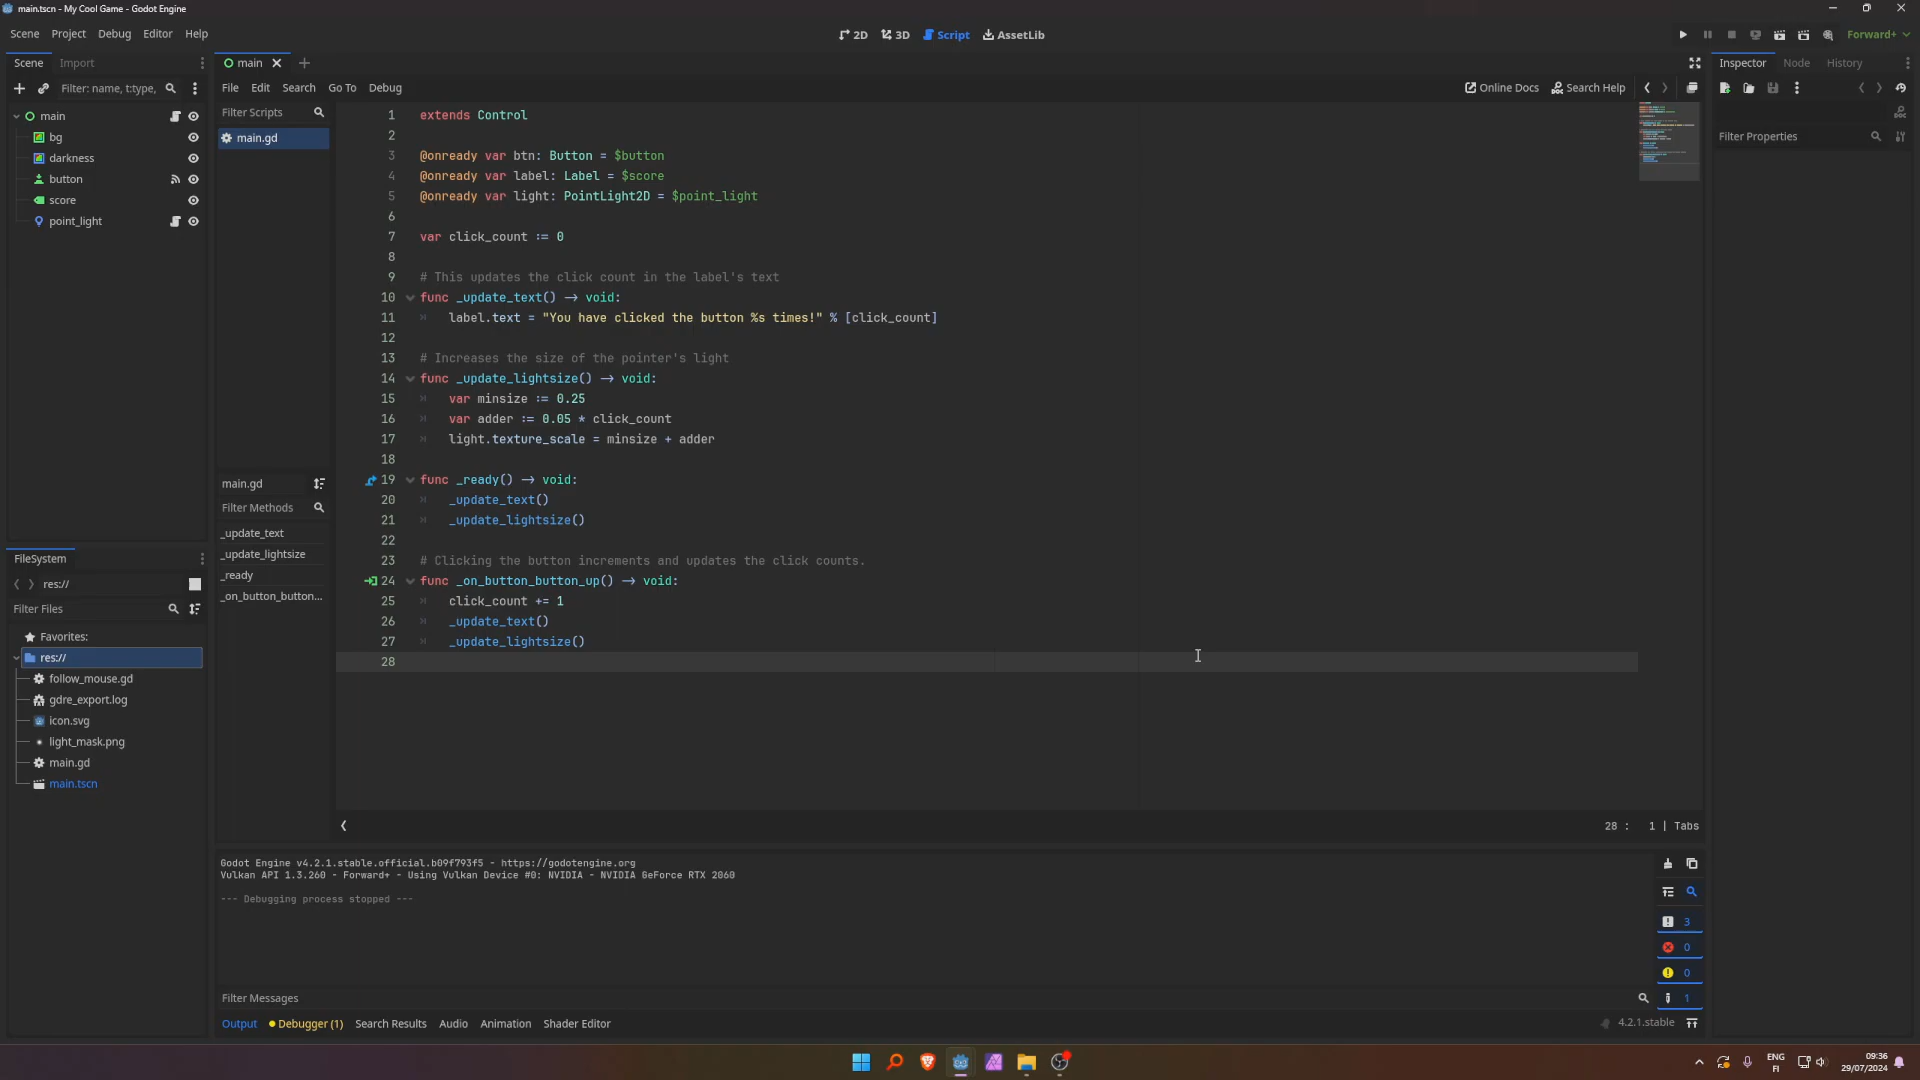 main.tscn - My Cool Game - Godot Engine
Scene Project Debug Editor Help
2D 3D Script AssetLib
Forward+
Scene Import
main
Inspector Node History
Filter: name, t:type,
File Edit Search Go To Debug
Online Docs Search Help
Filter Scripts
main.gd
Filter Properties
main
bg
darkness
button
score
point_light
1 extends Control
2
3 @onready var btn: Button = $button
4 @onready var label: Label = $score
5 @onready var light: PointLight2D = $point_light
6
7 var click_count := 0
8
9 # This updates the click count in the label's text
10 func _update_text() -> void:
11 label.text = "You have clicked the button %s times!" % [click_count]
12
13 # Increases the size of the pointer's light
14 func _update_lightsize() -> void:
15 var minsize := 0.25
16 var adder := 0.05 * click_count
17 light.texture_scale = minsize + adder
18
19 func _ready() -> void:
20 _update_text()
21 _update_lightsize()
22
23 # Clicking the button increments and updates the click counts.
24 func _on_button_button_up() -> void:
25 click_count += 1
26 _update_text()
27 _update_lightsize()
28
main.gd
Filter Methods
_update_text
_update_lightsize
_ready
_on_button_button...
FileSystem
res://
Filter Files
Favorites:
res://
follow_mouse.gd
gdre_export.log
icon.svg
light_mask.png
main.gd
main.tscn
28 : 1 | Tabs
Godot Engine v4.2.1.stable.official.b09f793f5 - https://godotengine.org
Vulkan API 1.3.260 - Forward+ - Using Vulkan Device #0: NVIDIA - NVIDIA GeForce RTX 2060
--- Debugging process stopped ---
3
0
0
1
Filter Messages
Output Debugger (1) Search Results Audio Animation Shader Editor
4.2.1.stable
ENG
FI
09:36
29/07/2024